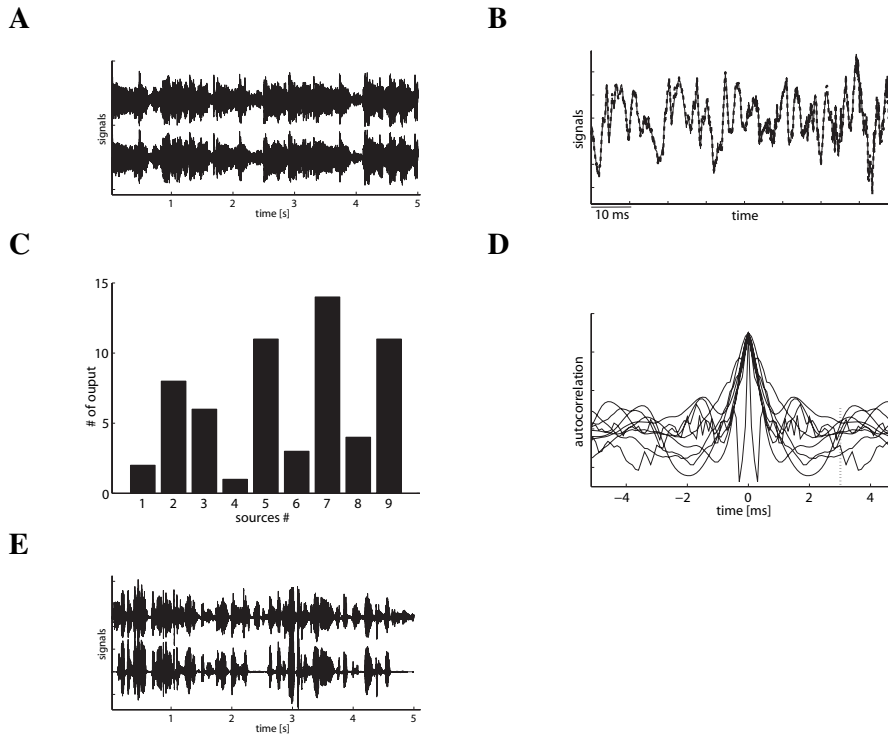 A
signals
1 2 3 4 5
time [s]
B
signals
10 ms
time
C
15
10
5
0
# of ouput
1 2 3 4 5 6 7 8 9
sources #
D
autocorrelation
−4 −2 0 2 4
time [ms]
E
signals
1 2 3 4 5
time [s]